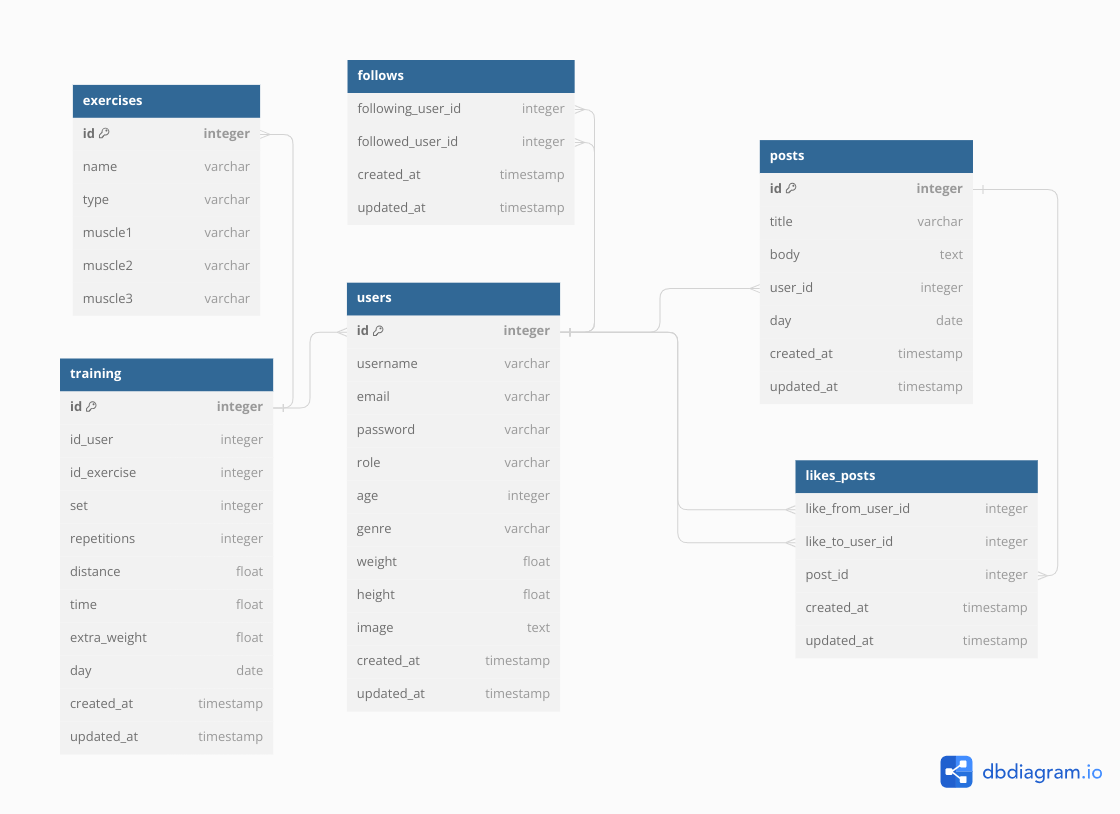 exercises
id integer
name varchar
type varchar
muscle1 varchar
muscle2 varchar
muscle3 varchar
training
id integer
id_user integer
id_exercise integer
set integer
repetitions integer
distance float
time float
extra_weight float
day date
created_at timestamp
updated_at timestamp
follows
following_user_id integer
followed_user_id integer
created_at timestamp
updated_at timestamp
users
id integer
username varchar
email varchar
password varchar
role varchar
age integer
genre varchar
weight float
height float
image text
created_at timestamp
updated_at timestamp
posts
id integer
title varchar
body text
user_id integer
day date
created_at timestamp
updated_at timestamp
likes_posts
like_from_user_id integer
like_to_user_id integer
post_id integer
created_at timestamp
updated_at timestamp
dbdiagram.io